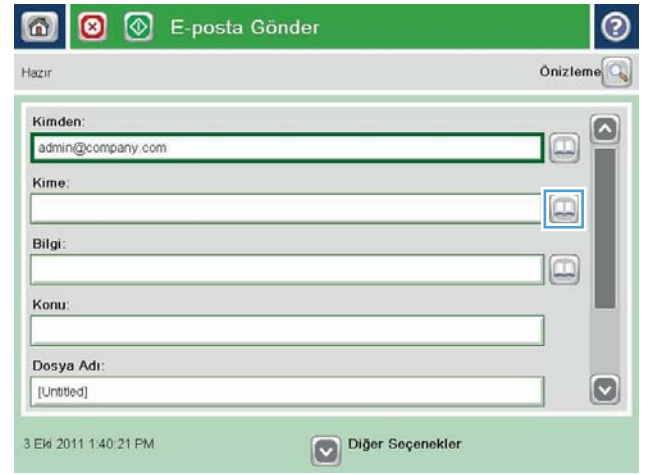 E-posta Gönder
Hazır
Önizleme
Kimden:
admin@company.com
Kime:
Bilgi:
Konu:
Dosya Adı:
[Untitled]
3 Eki 2011 1:40:21 PM
Diğer Seçenekler